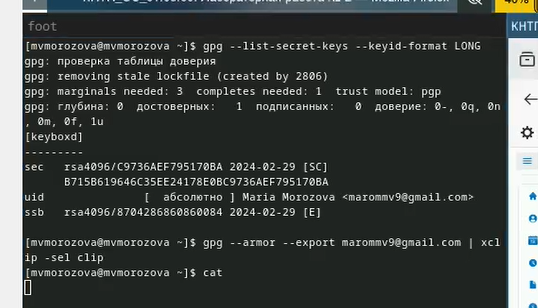 foot
40%
КНТГ
[mvmorozova@mvmorozova ~]$ gpg --list-secret-keys --keyid-format LONG
gpg: проверка таблицы доверия
gpg: removing stale lockfile (created by 2806)
gpg: marginals needed: 3  completes needed: 1  trust model: pgp
gpg: глубина: 0  достоверных:   1  подписанных:   0  доверие: 0-, 0q, 0n
, 0m, 0f, 1u
[keyboxd]
---------
sec   rsa4096/C9736AEF795170BA 2024-02-29 [SC]
      B715B619646C35EE24178E0BC9736AEF795170BA
uid                 [  абсолютно ] Maria Morozova <marommv9@gmail.com>
ssb   rsa4096/8704286860860084 2024-02-29 [E]
[mvmorozova@mvmorozova ~]$ gpg --armor --export marommv9@gmail.com | xcl
ip -sel clip
[mvmorozova@mvmorozova ~]$ cat